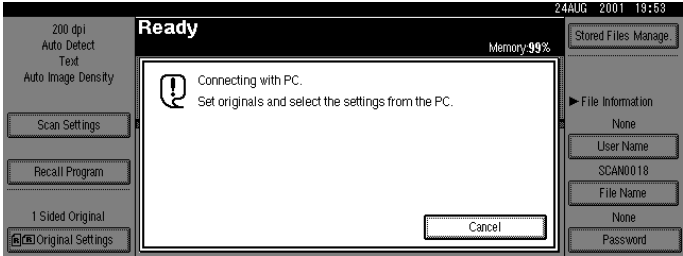 24AUG 2001 19:53
200 dpi
Auto Detect
Text
Auto Image Density
Scan Settings
Recall Program
1 Sided Original
Original Settings
Ready
Memory:99%
Connecting with PC.
Set originals and select the settings from the PC.
Cancel
Stored Files Manage.
►File Information
None
User Name
SCAN0018
File Name
None
Password